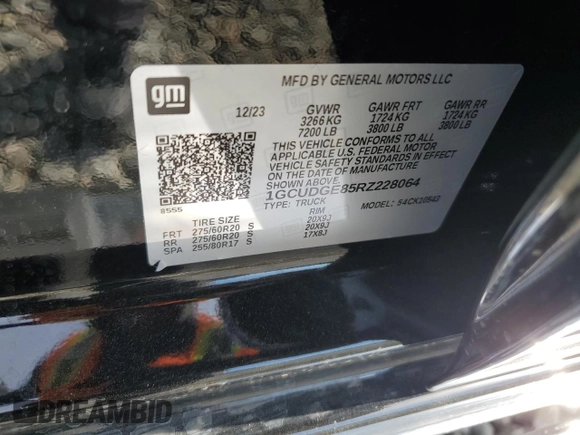 gm
MFD BY GENERAL MOTORS LLC
12/23 GVWR GAWR FRT GAWR RR
3266 KG 1724 KG 1724 KG
7200 LB 3800 LB 3800 LB
THIS VEHICLE CONFORMS TO ALL
APPLICABLE U.S. FEDERAL MOTOR
VEHICLE SAFETY STANDARDS IN EFFECT
ON THE DATE OF MANUFACTURE
1GCUDGE85RZ228064
8555 TYPE: TRUCK MODEL: 54CK10543
TIRE SIZE RIM
FRT 275/60R20 S 20X9J
RR 275/60R20 S 20X9J
SPA 255/80R17 S 17X8J
DREAMBID